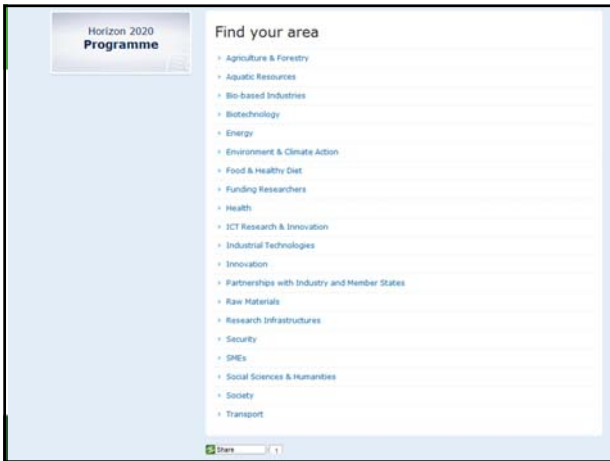 Horizon 2020
Programme
Find your area
Agriculture & Forestry
Aquatic Resources
Bio-based Industries
Biotechnology
Energy
Environment & Climate Action
Food & Healthy Diet
Funding Researchers
Health
ICT Research & Innovation
Industrial Technologies
Innovation
Partnerships with Industry and Member States
Raw Materials
Research Infrastructures
Security
SMEs
Social Sciences & Humanities
Society
Transport
Share